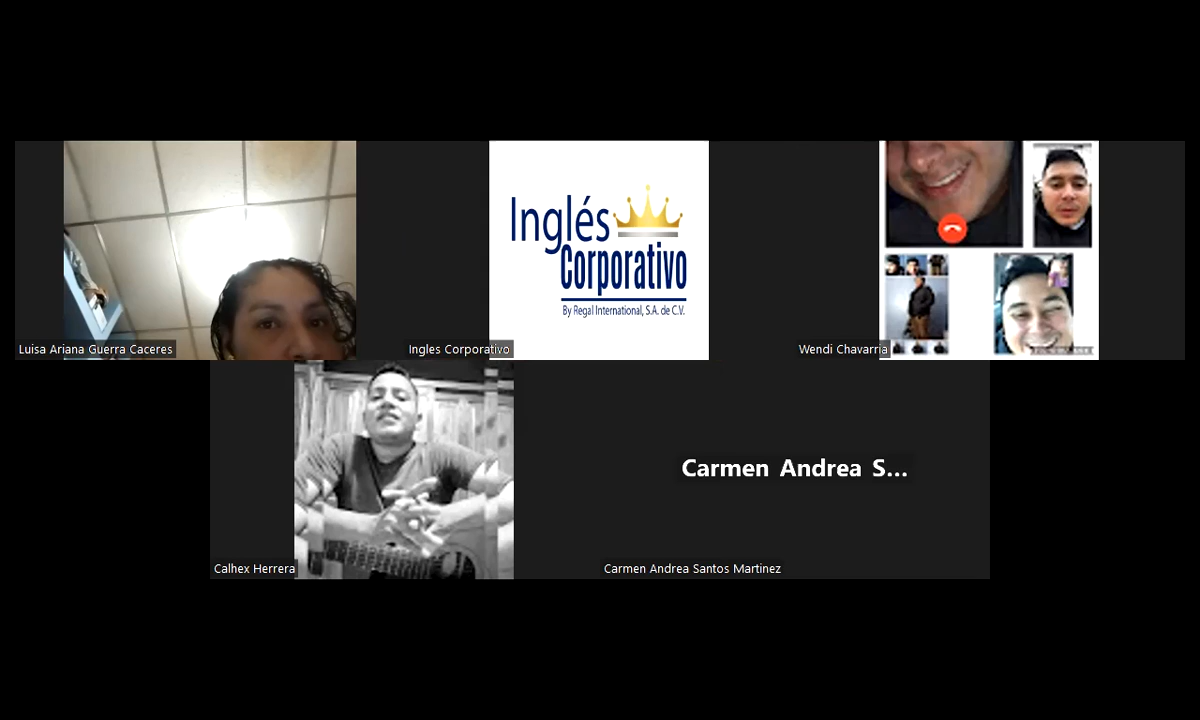 Inglés
Corporativo
By Regal International, S.A. de C.V.
Luisa Ariana Guerra Caceres
Ingles Corporativo
Wendi Chavarria
Carmen Andrea S...
Calhex Herrera
Carmen Andrea Santos Martinez